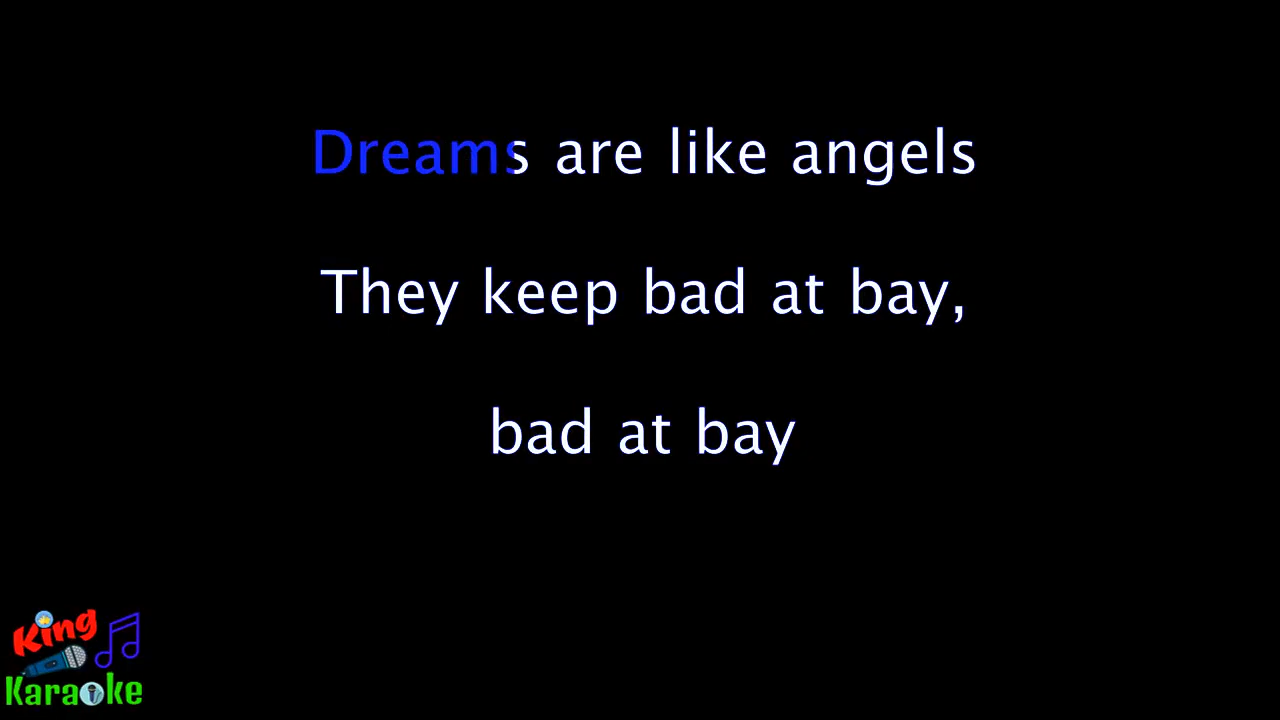 Dreams are like angels
They keep bad at bay,
bad at bay
King
Karaoke